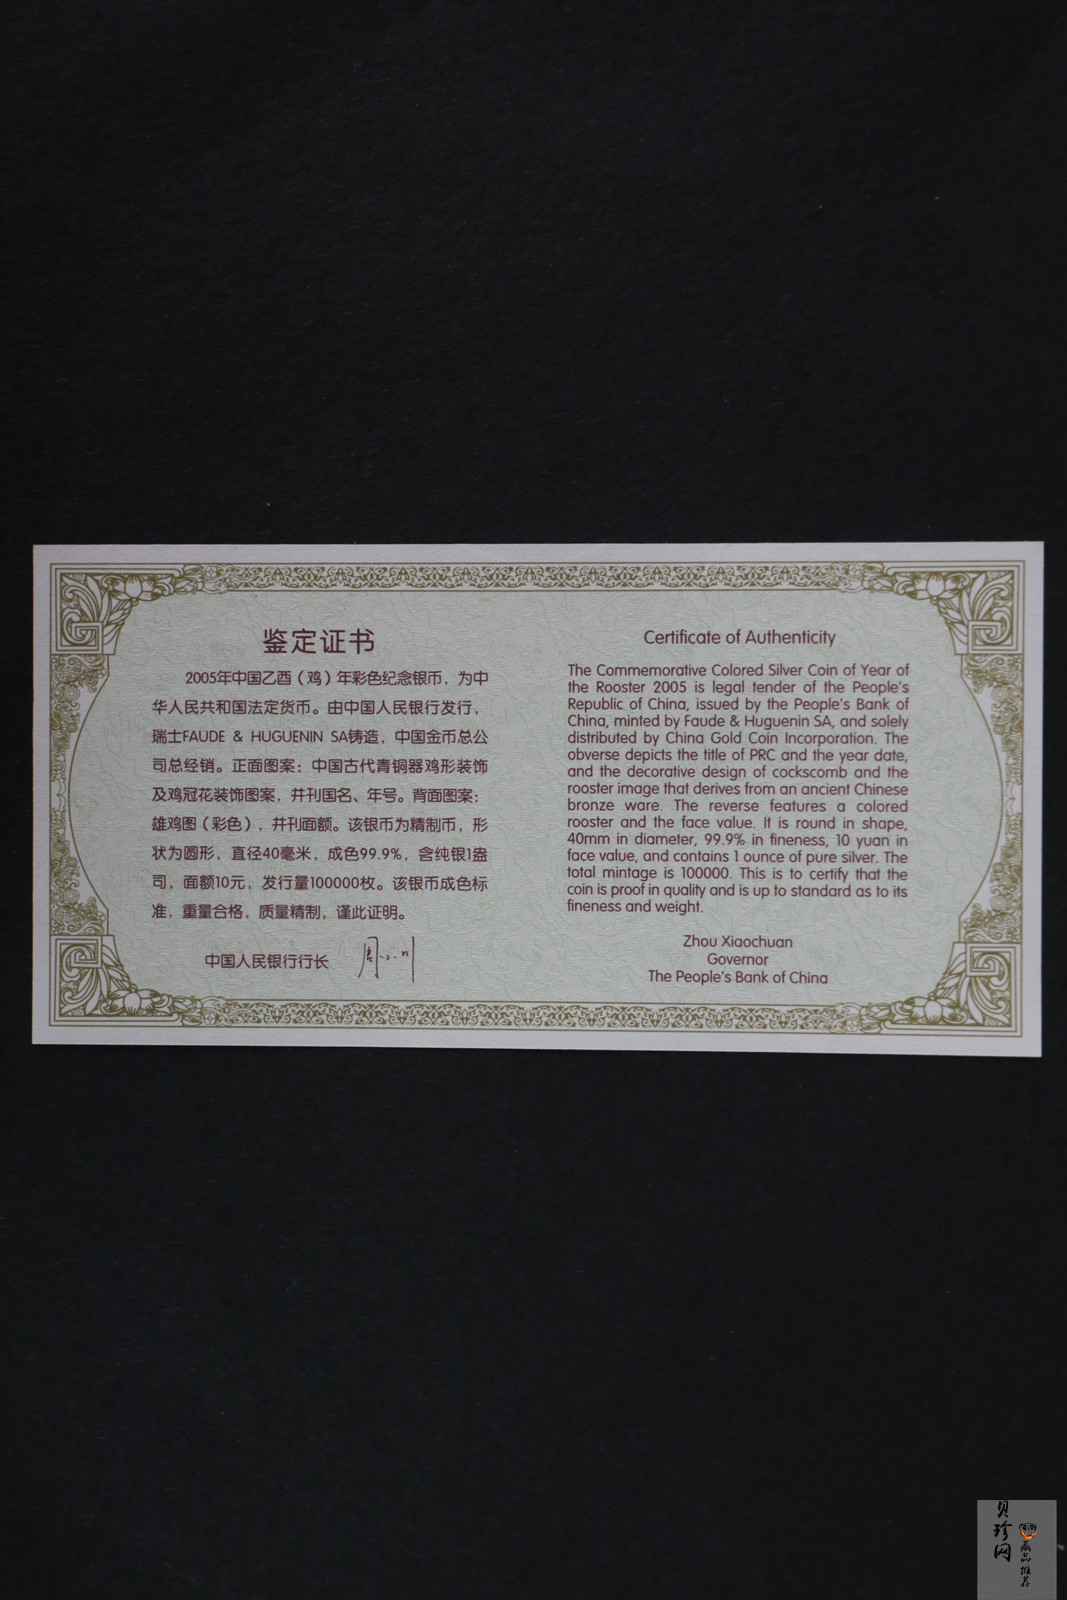 鉴定证书
2005年中国乙酉（鸡）年彩色纪念银币，为中
华人民共和国法定货币。由中国人民银行发行，
瑞士FAUDE & HUGUENIN SA铸造，中国金币总公
司总经销。正面图案：中国古代青铜器鸡形装饰
及鸡冠花装饰图案，并刊国名、年号。背面图案：
雄鸡图（彩色），并刊面额。该银币为精制币，形
状为圆形，直径40毫米，成色99.9%，含纯银1盎
司，面额10元，发行量100000枚。该银币成色标
准，重量合格，质量精制，谨此证明。
中国人民银行行长 周小川
Certificate of Authenticity
The Commemorative Colored Silver Coin of Year of
the Rooster 2005 is legal tender of the People's
Republic of China, issued by the People's Bank of
China, minted by Faude & Huguenin SA, and solely
distributed by China Gold Coin Incorporation. The
obverse depicts the title of PRC and the year date,
and the decorative design of cockscomb and the
rooster image that derives from an ancient Chinese
bronze ware. The reverse features a colored
rooster and the face value. It is round in shape,
40mm in diameter, 99.9% in fineness, 10 yuan in
face value, and contains 1 ounce of pure silver. The
total mintage is 100000. This is to certify that the
coin is proof in quality and is up to standard as to its
fineness and weight.
Zhou Xiaochuan
Governor
The People's Bank of China
贝珍网
藏品推荐